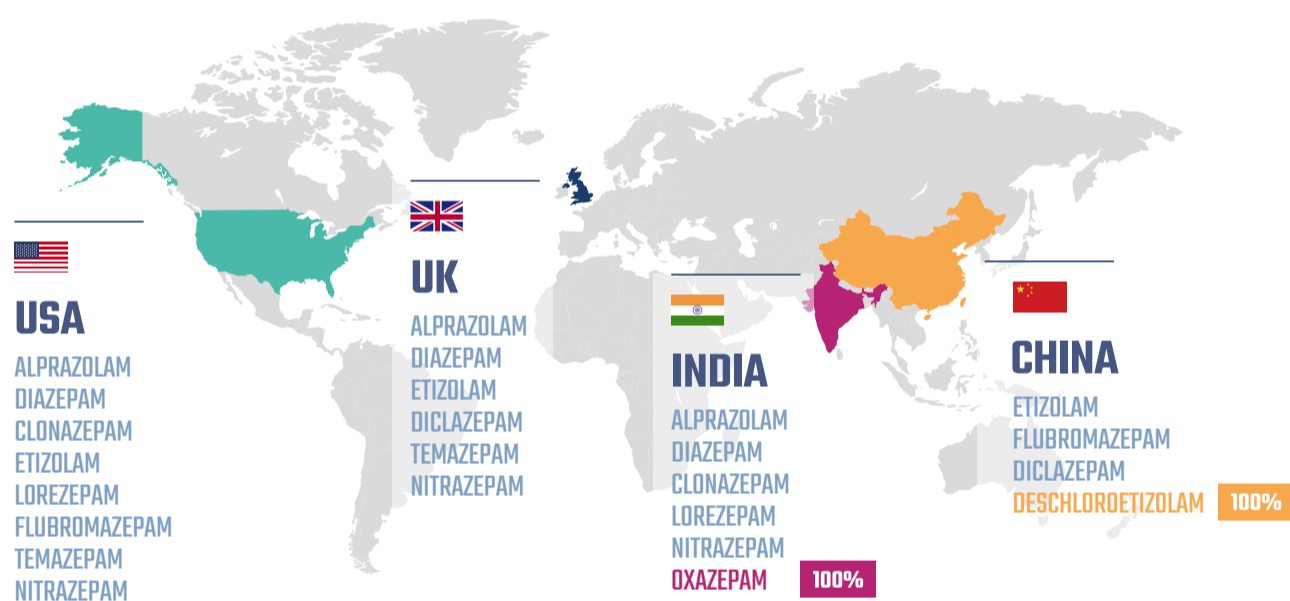 USA
ALPRAZOLAM
DIAZEPAM
CLONAZEPAM
ETIZOLAM
LOREZEPAM
FLUBROMAZEPAM
TEMAZEPAM
NITRAZEPAM
UK
ALPRAZOLAM
DIAZEPAM
ETIZOLAM
DICLAZEPAM
TEMAZEPAM
NITRAZEPAM
INDIA
ALPRAZOLAM
DIAZEPAM
CLONAZEPAM
LOREZEPAM
NITRAZEPAM
OXAZEPAM 100%
CHINA
ETIZOLAM
FLUBROMAZEPAM
DICLAZEPAM
DESCHLOROETIZOLAM 100%